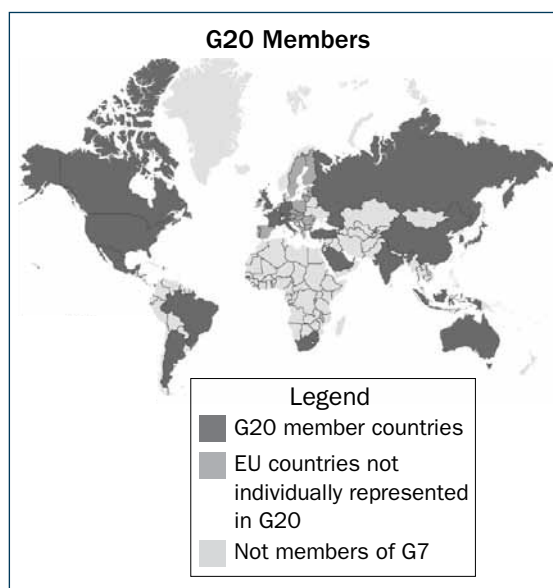 G20 Members
Legend
G20 member countries
EU countries not
individually represented
in G20
Not members of G7